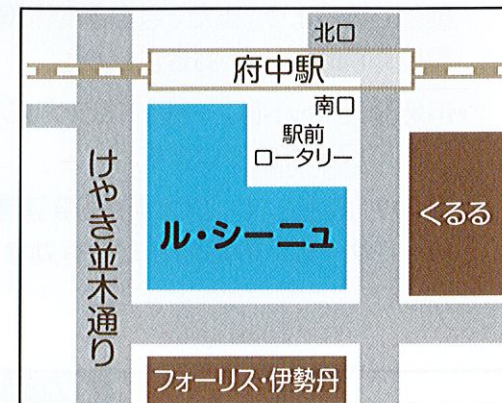 北口
府中駅
南口
駅前
ロータリー
けやき並木通り
ル・シーニュ
くるる
フォーリス・伊勢丹